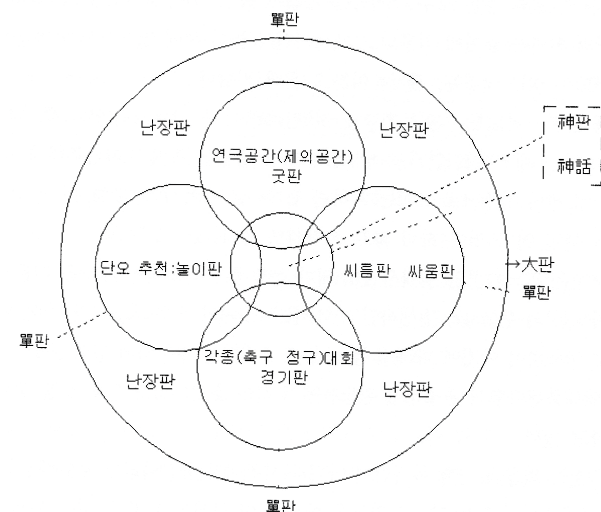 單판
난장판
난장판
神판
神話
연극공간(제의공간)
굿판
단오 추천:놀이판
씨름판 싸움판
→大판
單판
單판
각종(축구 정구)대회
경기판
난장판
난장판
單판